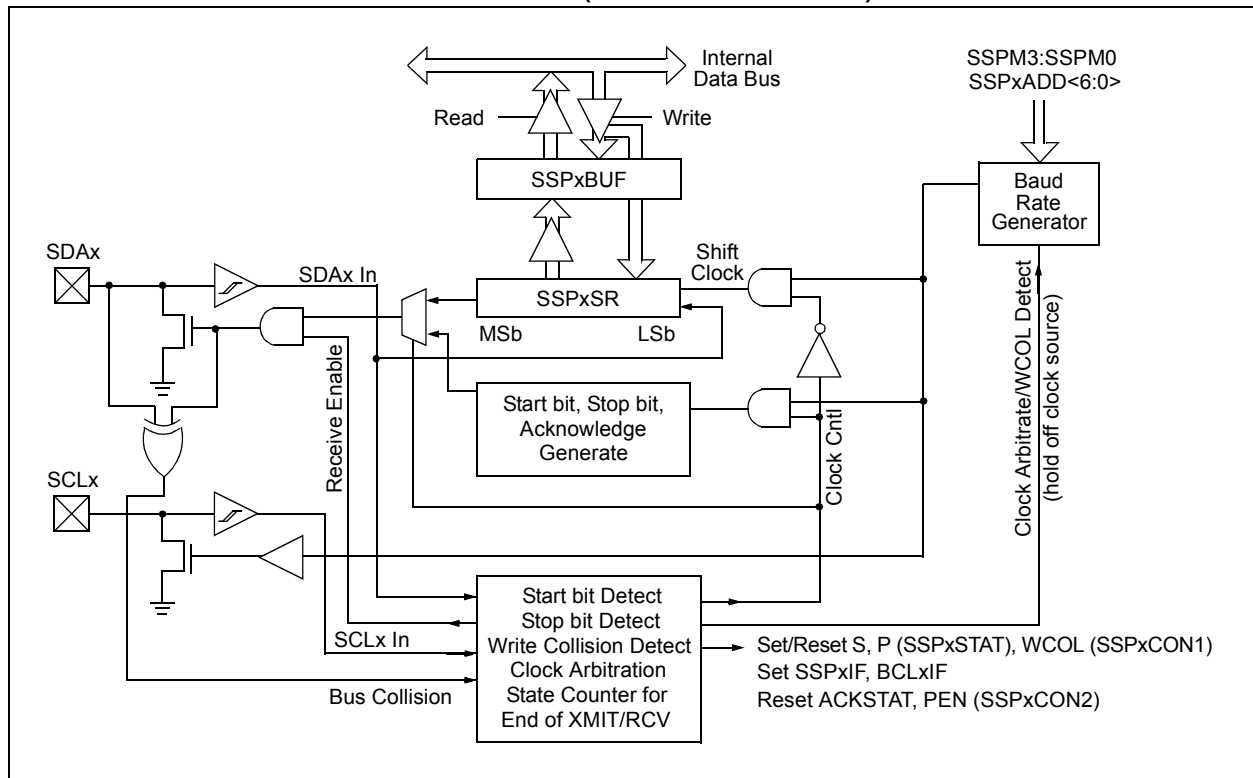 Internal
Data Bus
SSPM3:SSPM0
SSPxADD<6:0>
Read
Write
SSPxBUF
Baud
Rate
Generator
SDAx
SDAx In
Shift
Clock
SSPxSR
MSb
LSb
Receive Enable
Start bit, Stop bit,
Acknowledge
Generate
Clock Cntl
Clock Arbitrate/WCOL Detect
(hold off clock source)
SCLx
SCLx In
Bus Collision
Start bit Detect
Stop bit Detect
Write Collision Detect
Clock Arbitration
State Counter for
End of XMIT/RCV
Set/Reset S, P (SSPxSTAT), WCOL (SSPxCON1)
Set SSPxIF, BCLxIF
Reset ACKSTAT, PEN (SSPxCON2)